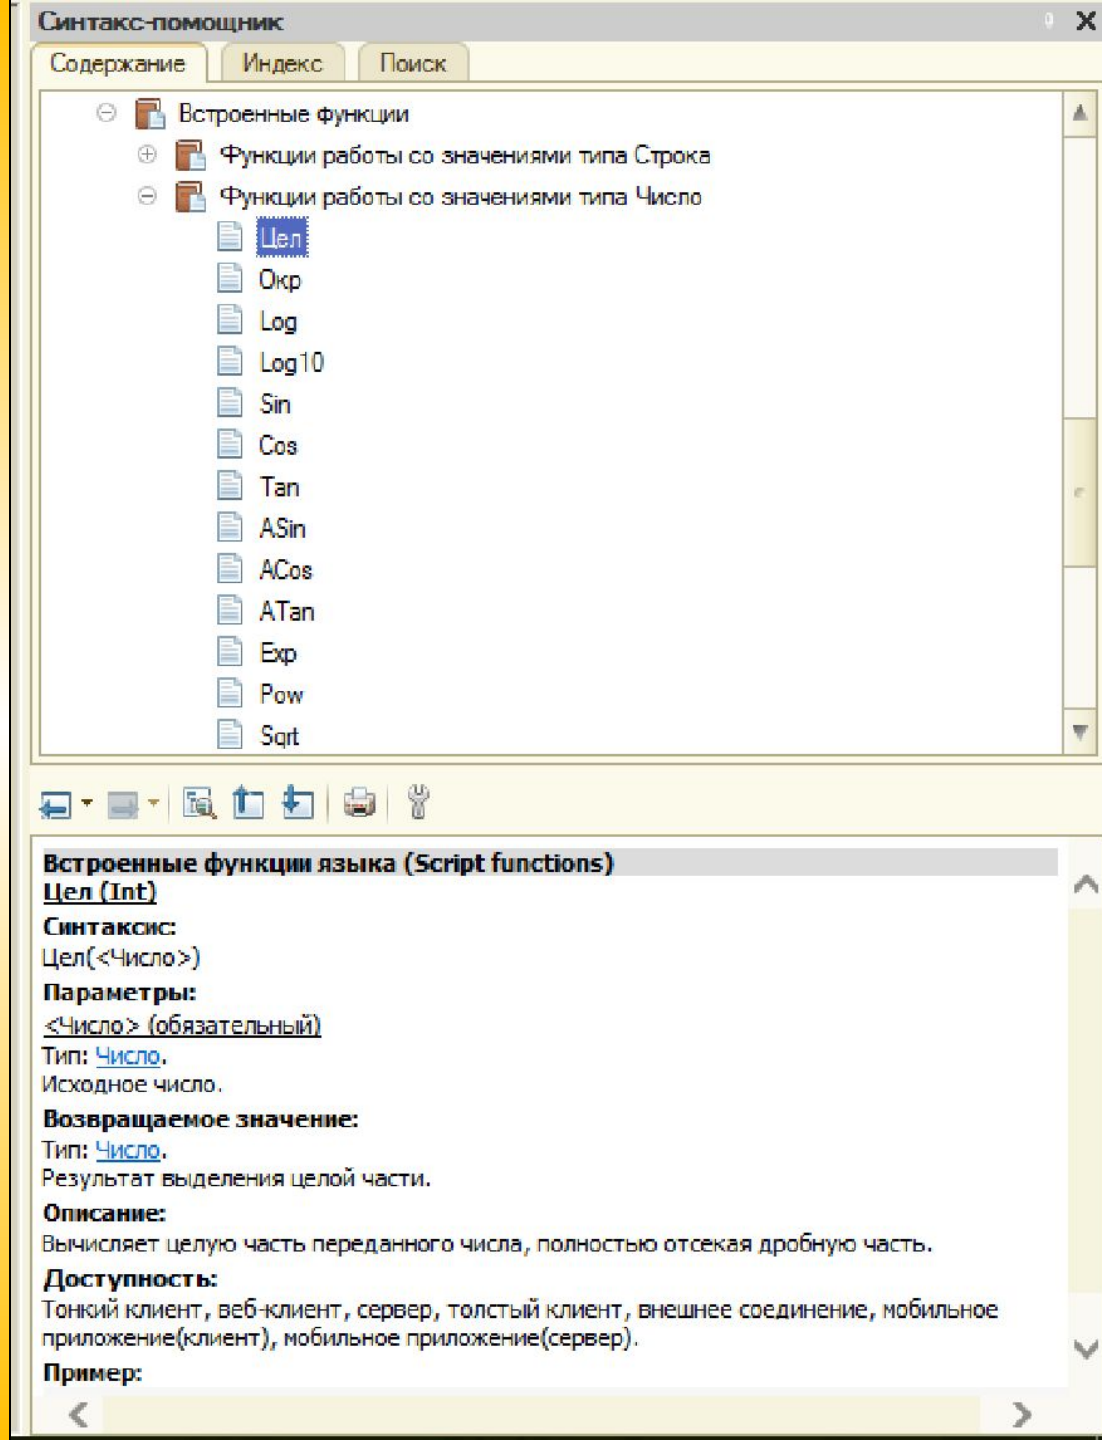 Синтакс-помощник
Содержание Индекс Поиск
Встроенные функции
Функции работы со значениями типа Строка
Функции работы со значениями типа Число
Цел
Окр
Log
Log10
Sin
Cos
Tan
ASin
ACos
ATan
Exp
Pow
Sqrt
Встроенные функции языка (Script functions)
Цел (Int)
Синтаксис:
Цел(<Число>)
Параметры:
<Число> (обязательный)
Тип: Число.
Исходное число.
Возвращаемое значение:
Тип: Число.
Результат выделения целой части.
Описание:
Вычисляет целую часть переданного числа, полностью отсекая дробную часть.
Доступность:
Тонкий клиент, веб-клиент, сервер, толстый клиент, внешнее соединение, мобильное
приложение(клиент), мобильное приложение(сервер).
Пример: